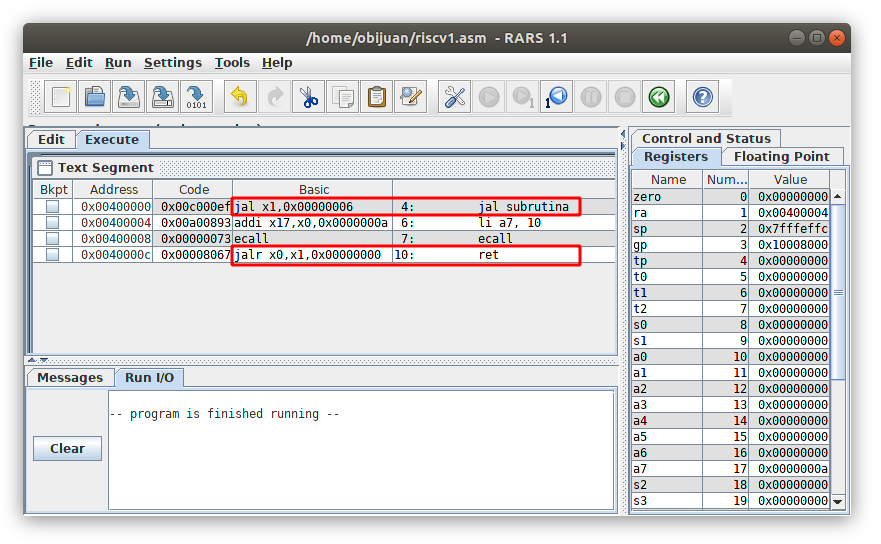 /home/obijuan/riscv1.asm - RARS 1.1
File Edit Run Settings Tools Help
0101 1 1
Edit Execute
Text Segment
Bkpt Address Code Basic
0x00400000 0x00c000ef jal x1,0x00000006 4: jal subrutina
0x00400004 0x00a00893 addi x17,x0,0x0000000a 6: li a7, 10
0x00400008 0x00000073 ecall 7: ecall
0x0040000c 0x00008067 jalr x0,x1,0x00000000 10: ret
Messages Run I/O
-- program is finished running --
Clear
Control and Status
Registers Floating Point
Name Num... Value
zero 0 0x00000000
ra 1 0x00400004
sp 2 0x7fffeffc
gp 3 0x10008000
tp 4 0x00000000
t0 5 0x00000000
t1 6 0x00000000
t2 7 0x00000000
s0 8 0x00000000
s1 9 0x00000000
a0 10 0x00000000
a1 11 0x00000000
a2 12 0x00000000
a3 13 0x00000000
a4 14 0x00000000
a5 15 0x00000000
a6 16 0x00000000
a7 17 0x0000000a
s2 18 0x00000000
s3 19 0x00000000